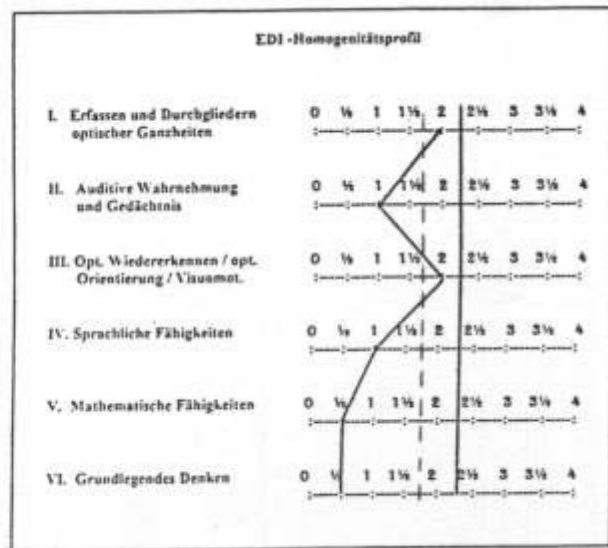 EDI -Homogenitätsprofil
I. Erfassen und Durchgliedern
optischer Ganzheiten
0 ½ 1 1½ 2 2½ 3 3½ 4
II. Auditive Wahrnehmung
und Gedächtnis
0 ½ 1 1½ 2 2½ 3 3½ 4
III. Opt. Wiedererkennen / opt.
Orientierung / Visuomot.
0 ½ 1 1½ 2 2½ 3 3½ 4
IV. Sprachliche Fähigkeiten
0 ½ 1 1½ 2 2½ 3 3½ 4
V. Mathematische Fähigkeiten
0 ½ 1 1½ 2 2½ 3 3½ 4
VI. Grundlegendes Denken
0 ½ 1 1½ 2 2½ 3 3½ 4